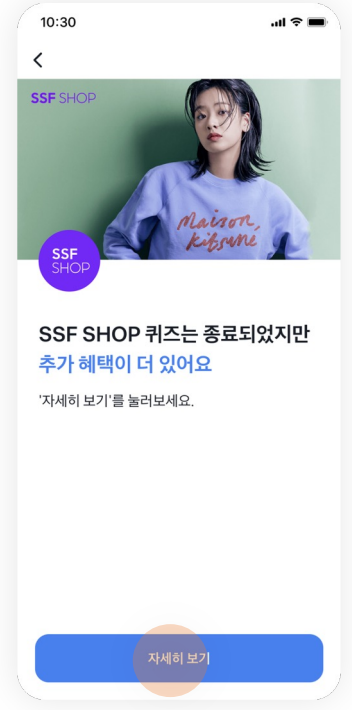 10:30
SSF SHOP
Maison
Kitsuné
SSF
SHOP
SSF SHOP 퀴즈는 종료되었지만
추가 혜택이 더 있어요
'자세히 보기'를 눌러보세요.
자세히 보기